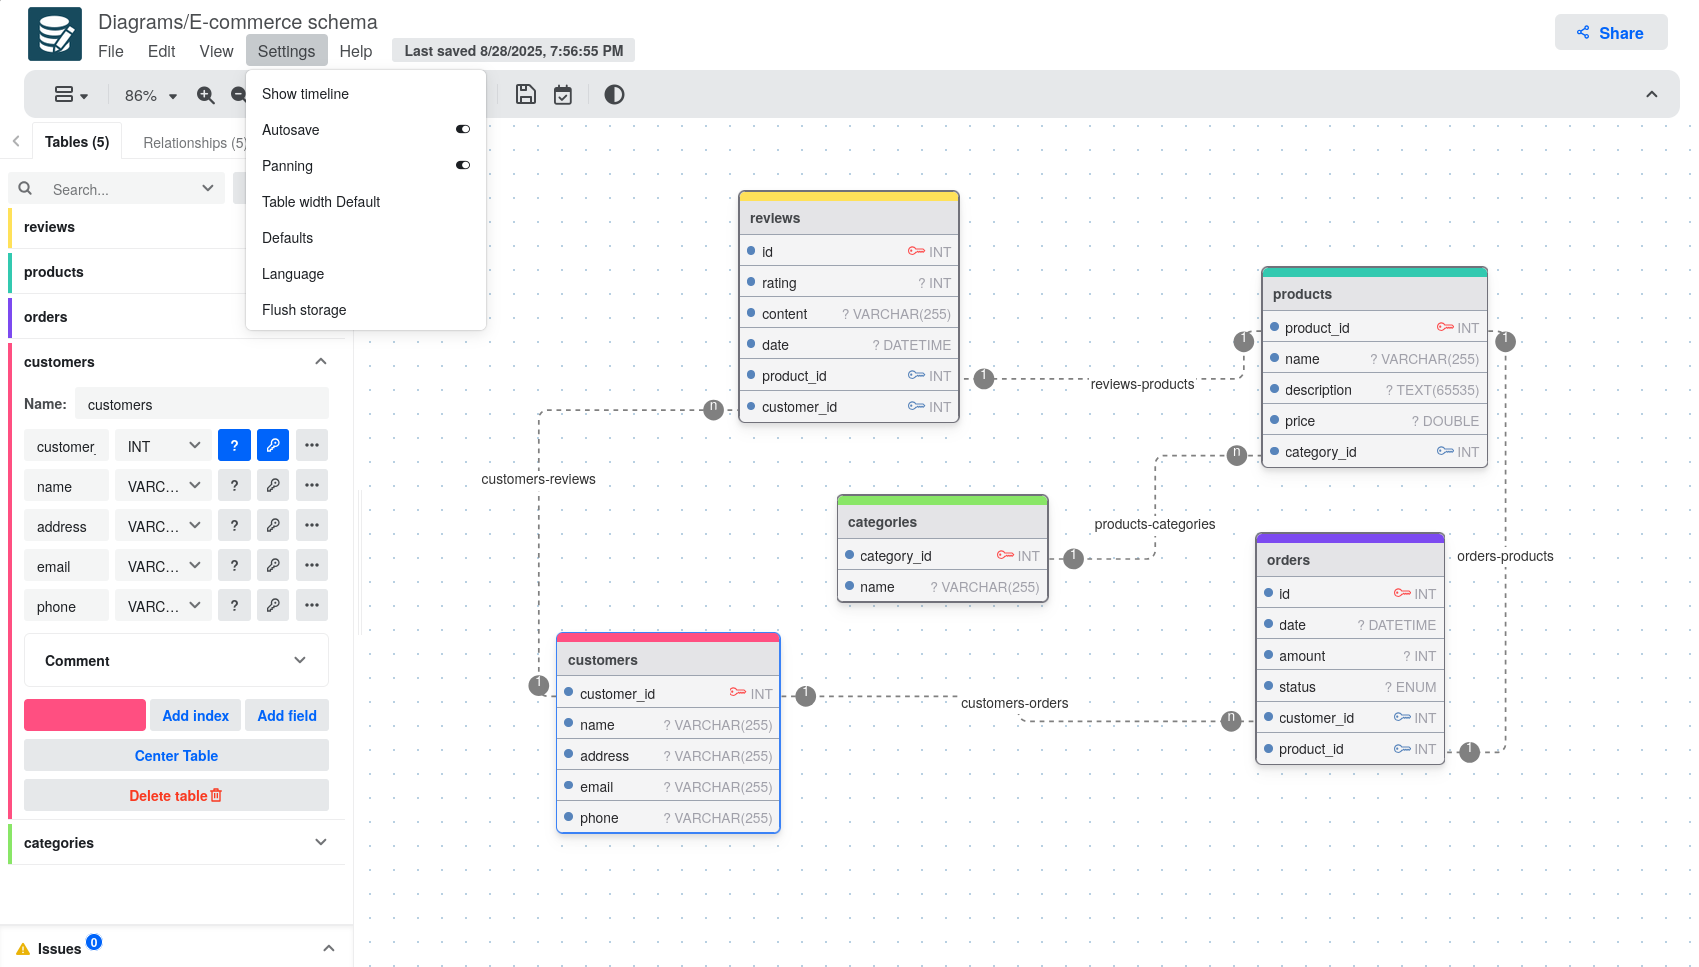 Diagrams/E-commerce schema
File Edit View Settings Help Last saved 8/28/2025, 7:56:55 PM
Share
86%
Show timeline
Autosave
Panning
Table width Default
Defaults
Language
Flush storage
Tables (5) Relationships (5)
Search...
reviews
products
orders
customers
Name: customers
customer_ INT ?
name VARC... ?
address VARC... ?
email VARC... ?
phone VARC... ?
Comment
Add index Add field
Center Table
Delete table
categories
Issues 0
reviews
id INT
rating ? INT
content ? VARCHAR(255)
date ? DATETIME
product_id INT
customer_id INT
products
product_id INT
name ? VARCHAR(255)
description ? TEXT(65535)
price ? DOUBLE
category_id INT
categories
category_id INT
name ? VARCHAR(255)
orders
id INT
date ? DATETIME
amount ? INT
status ? ENUM
customer_id INT
product_id INT
customers
customer_id INT
name ? VARCHAR(255)
address ? VARCHAR(255)
email ? VARCHAR(255)
phone ? VARCHAR(255)
1 reviews-products 1
n customers-reviews 1
1 products-categories n
1 orders-products 1
1 customers-orders n